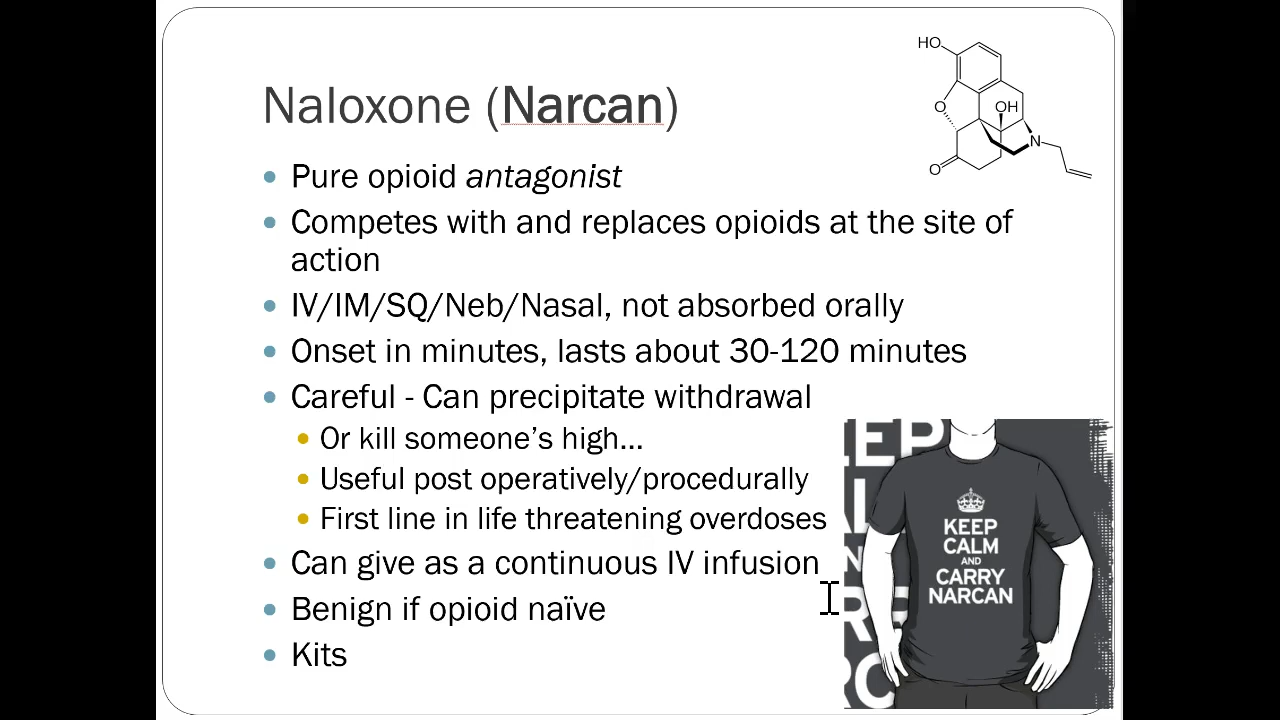 Naloxone (Narcan)
HO
OH
O
N
O
• Pure opioid antagonist
• Competes with and replaces opioids at the site of
action
• IV/IM/SQ/Neb/Nasal, not absorbed orally
• Onset in minutes, lasts about 30-120 minutes
• Careful - Can precipitate withdrawal
• Or kill someone’s high…
• Useful post operatively/procedurally
• First line in life threatening overdoses
• Can give as a continuous IV infusion
• Benign if opioid naïve
• Kits
KEEP
CALM
AND
CARRY
NARCAN